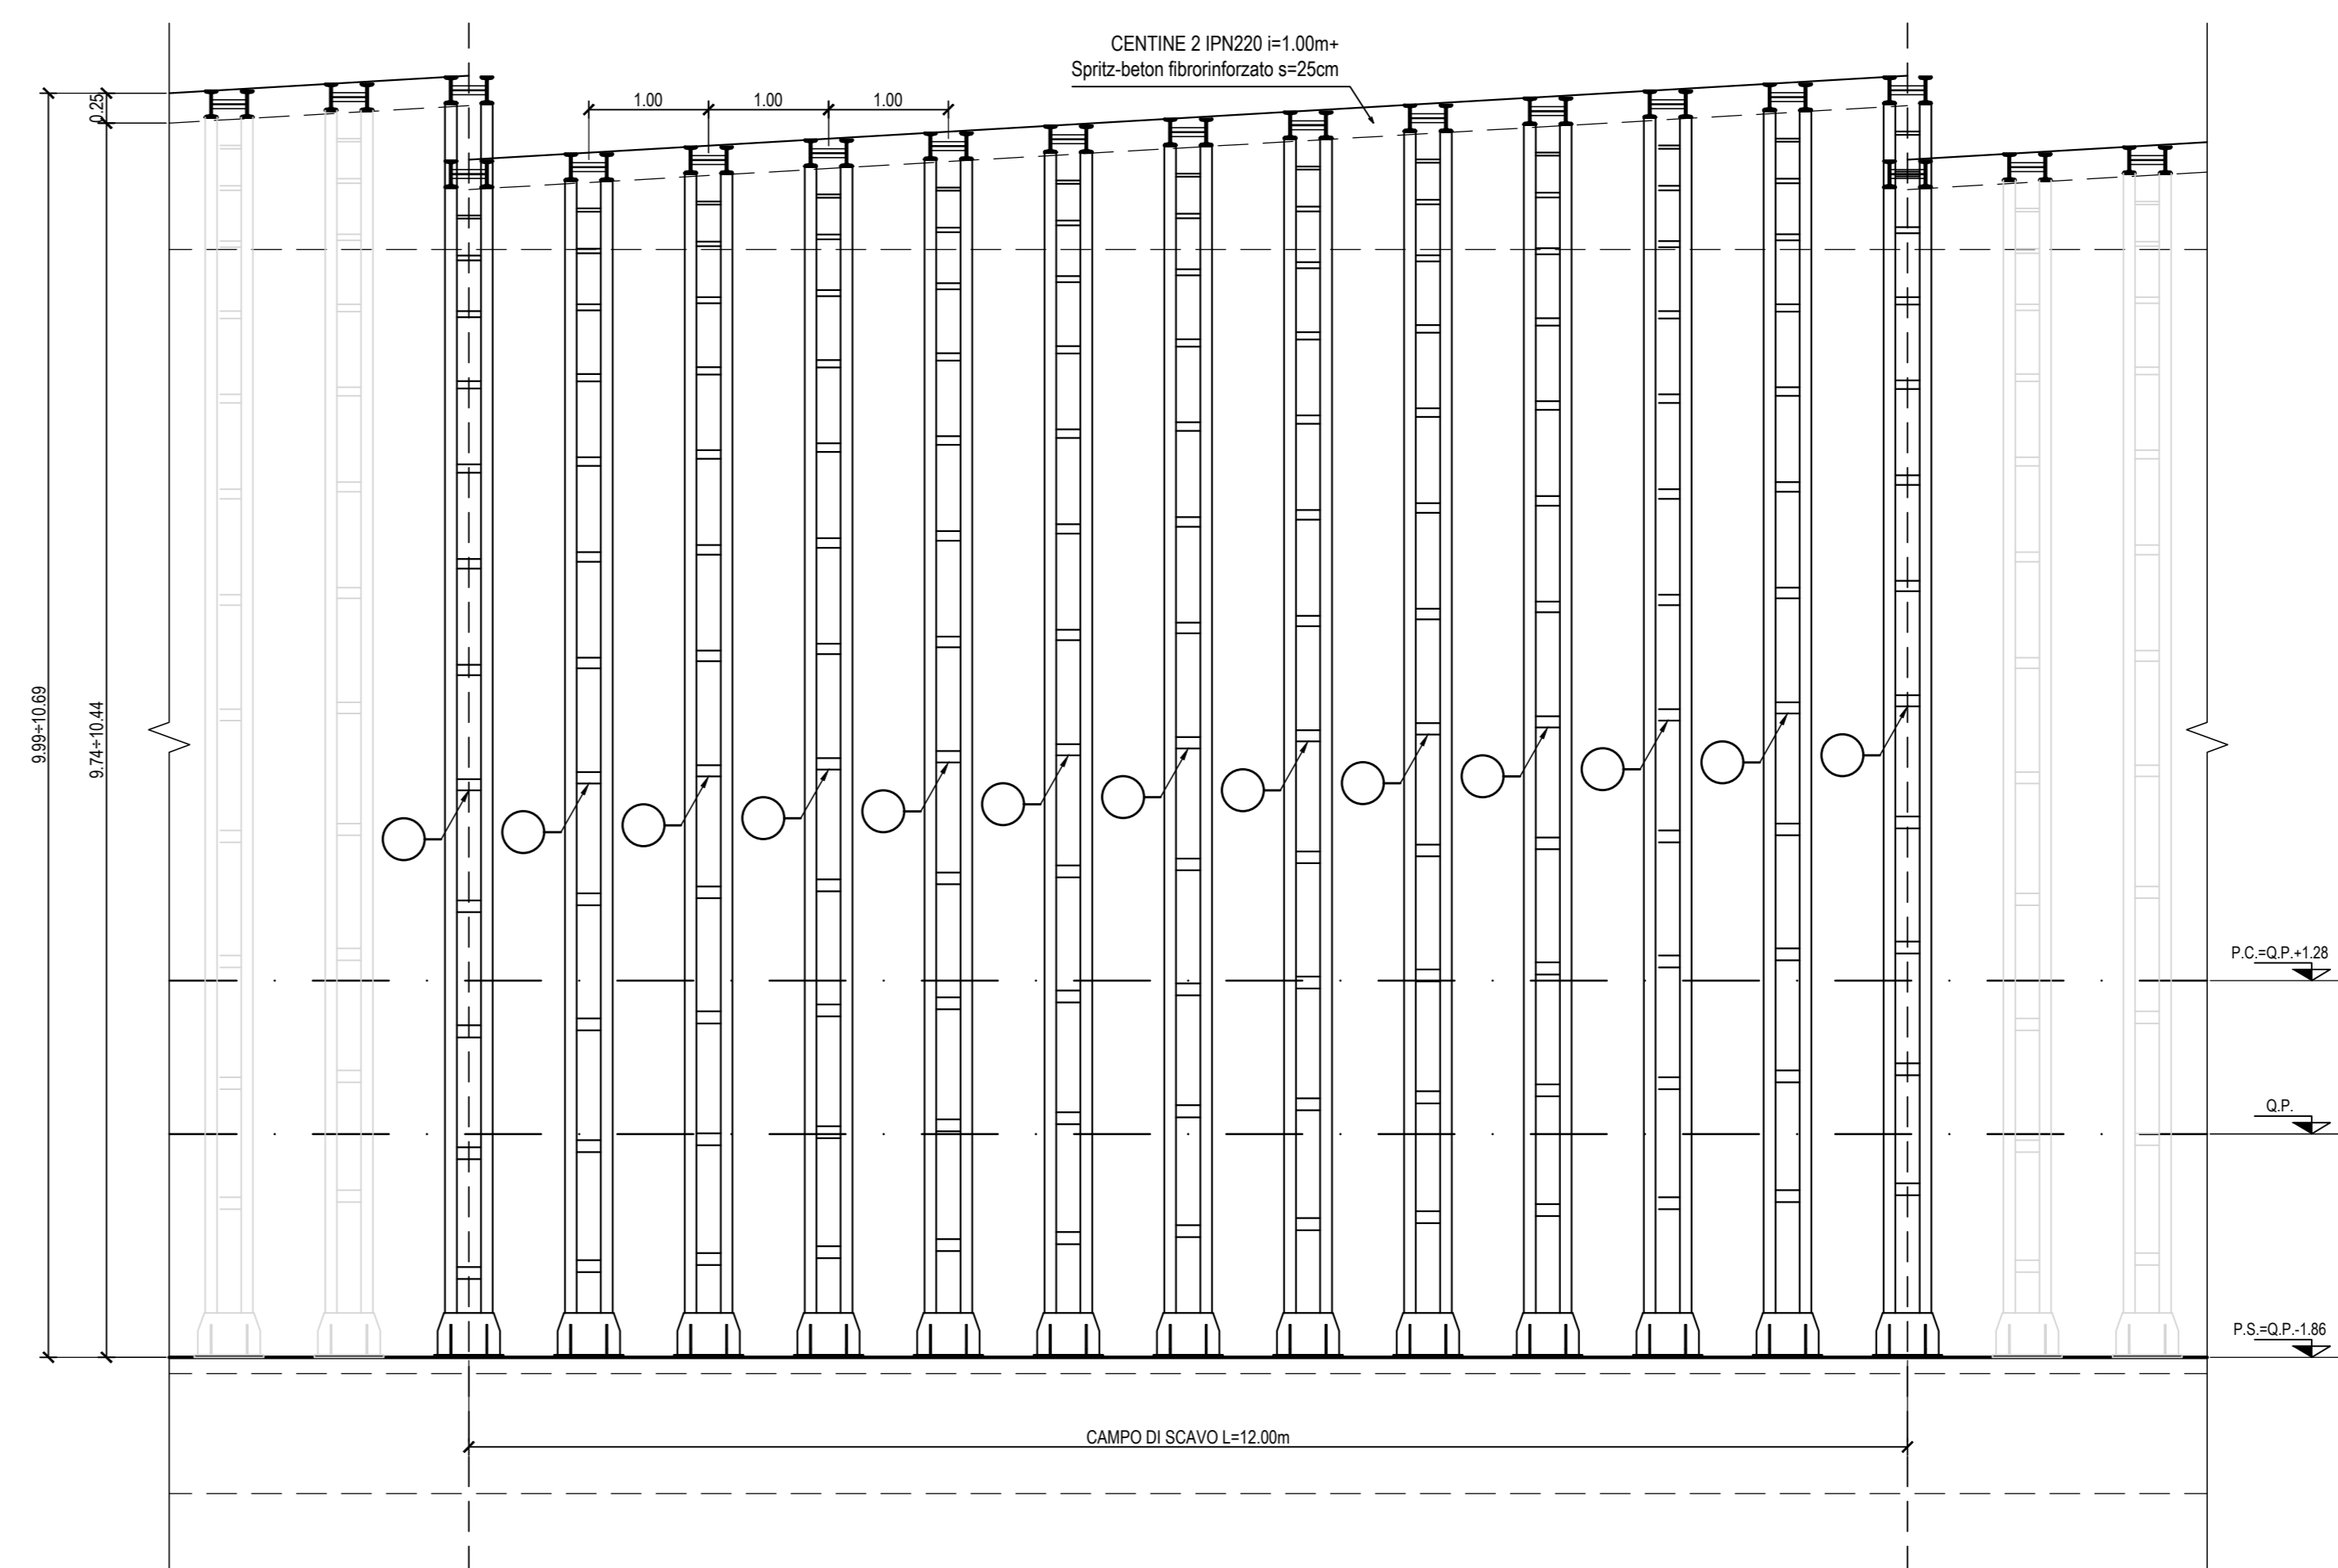 CENTINE 2 IPN220 i=1.00m+
Spritz-beton fibrorinforzato s=25cm
0.25
1.00
1.00
1.00
9.99÷10.69
9.74÷10.44
P.C.=Q.P.+1.28
Q.P.
P.S.=Q.P.-1.86
CAMPO DI SCAVO L=12.00m